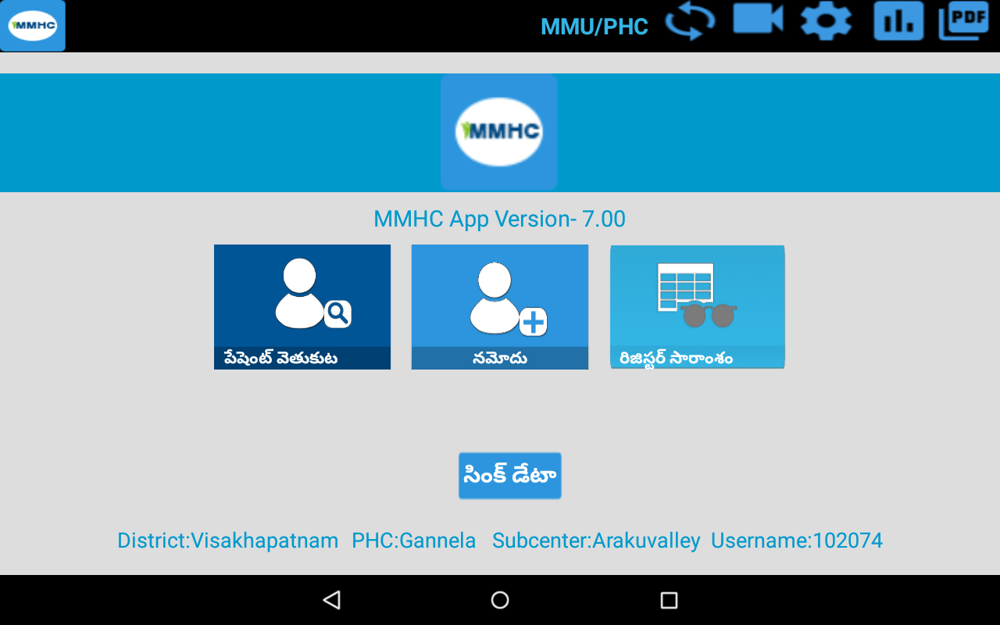 MMHC
MMU/PHC
PDF
MMHC
MMHC App Version- 7.00
పేషెంట్ వెతుకుట
నమోదు
రిజిస్టర్ సారాంశం
సింక్ డేటా
District:Visakhapatnam PHC:Gannela Subcenter:Arakuvalley Username:102074